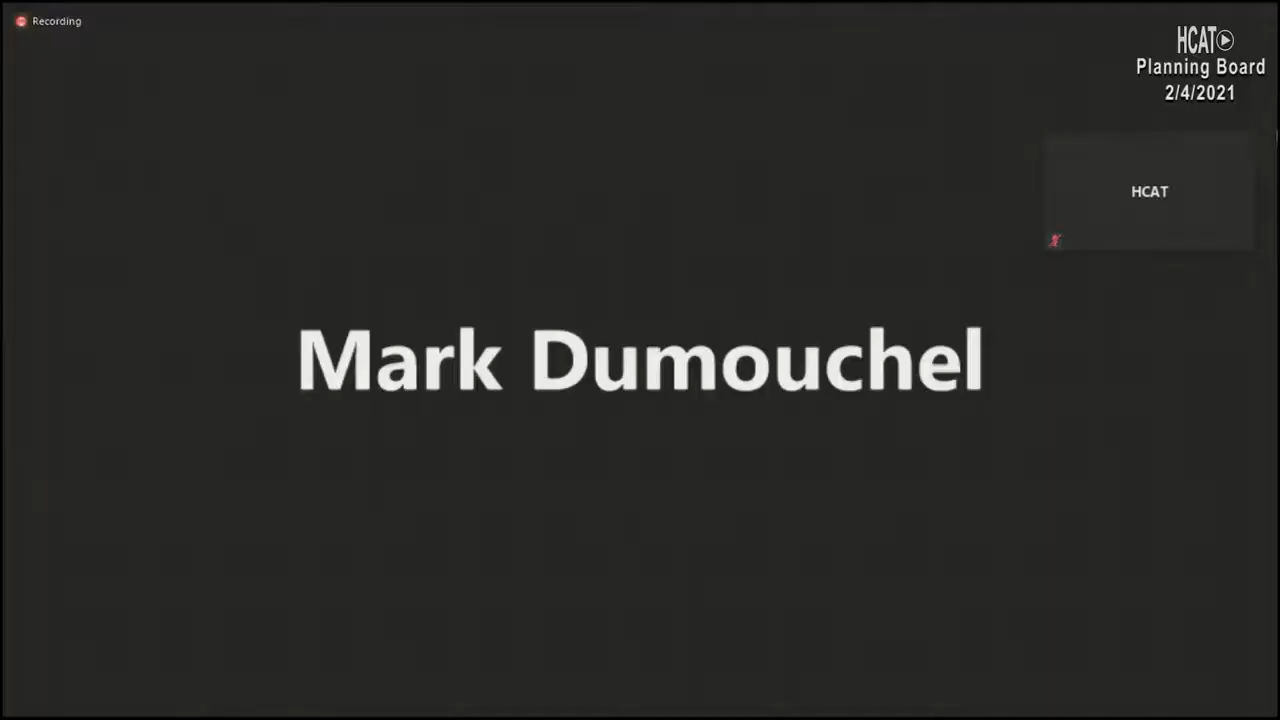 Recording
HCAT
Planning Board
2/4/2021
HCAT
Mark Dumouchel